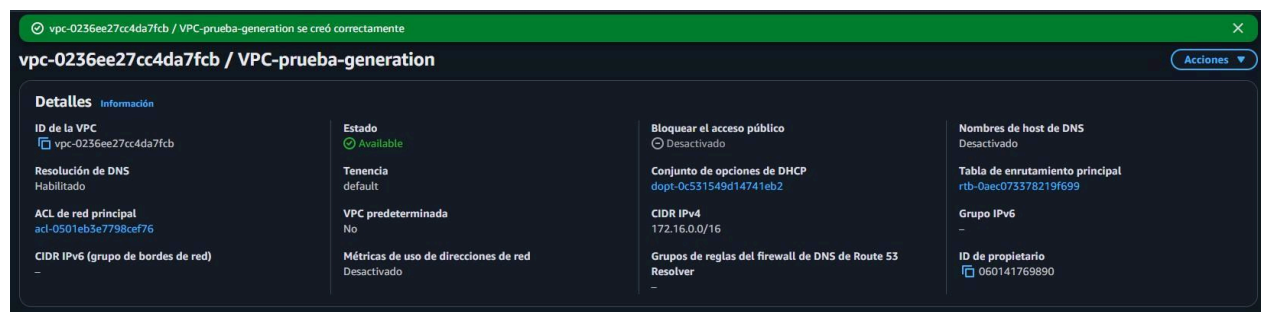 vpc-0236ee27cc4da7fcb / VPC-prueba-generation se creó correctamente
vpc-0236ee27cc4da7fcb / VPC-prueba-generation
Acciones
Detalles Información
ID de la VPC
vpc-0236ee27cc4da7fcb
Estado
Available
Bloquear el acceso público
Desactivado
Nombres de host de DNS
Desactivado
Resolución de DNS
Habilitado
Tenencia
default
Conjunto de opciones de DHCP
dopt-0c531549d14741eb2
Tabla de enrutamiento principal
rtb-0aec073378219f699
ACL de red principal
acl-0501eb3e7798cef76
VPC predeterminada
No
CIDR IPv4
172.16.0.0/16
Grupo IPv6
–
CIDR IPv6 (grupo de bordes de red)
–
Métricas de uso de direcciones de red
Desactivado
Grupos de reglas del firewall de DNS de Route 53
Resolver
–
ID de propietario
060141769890